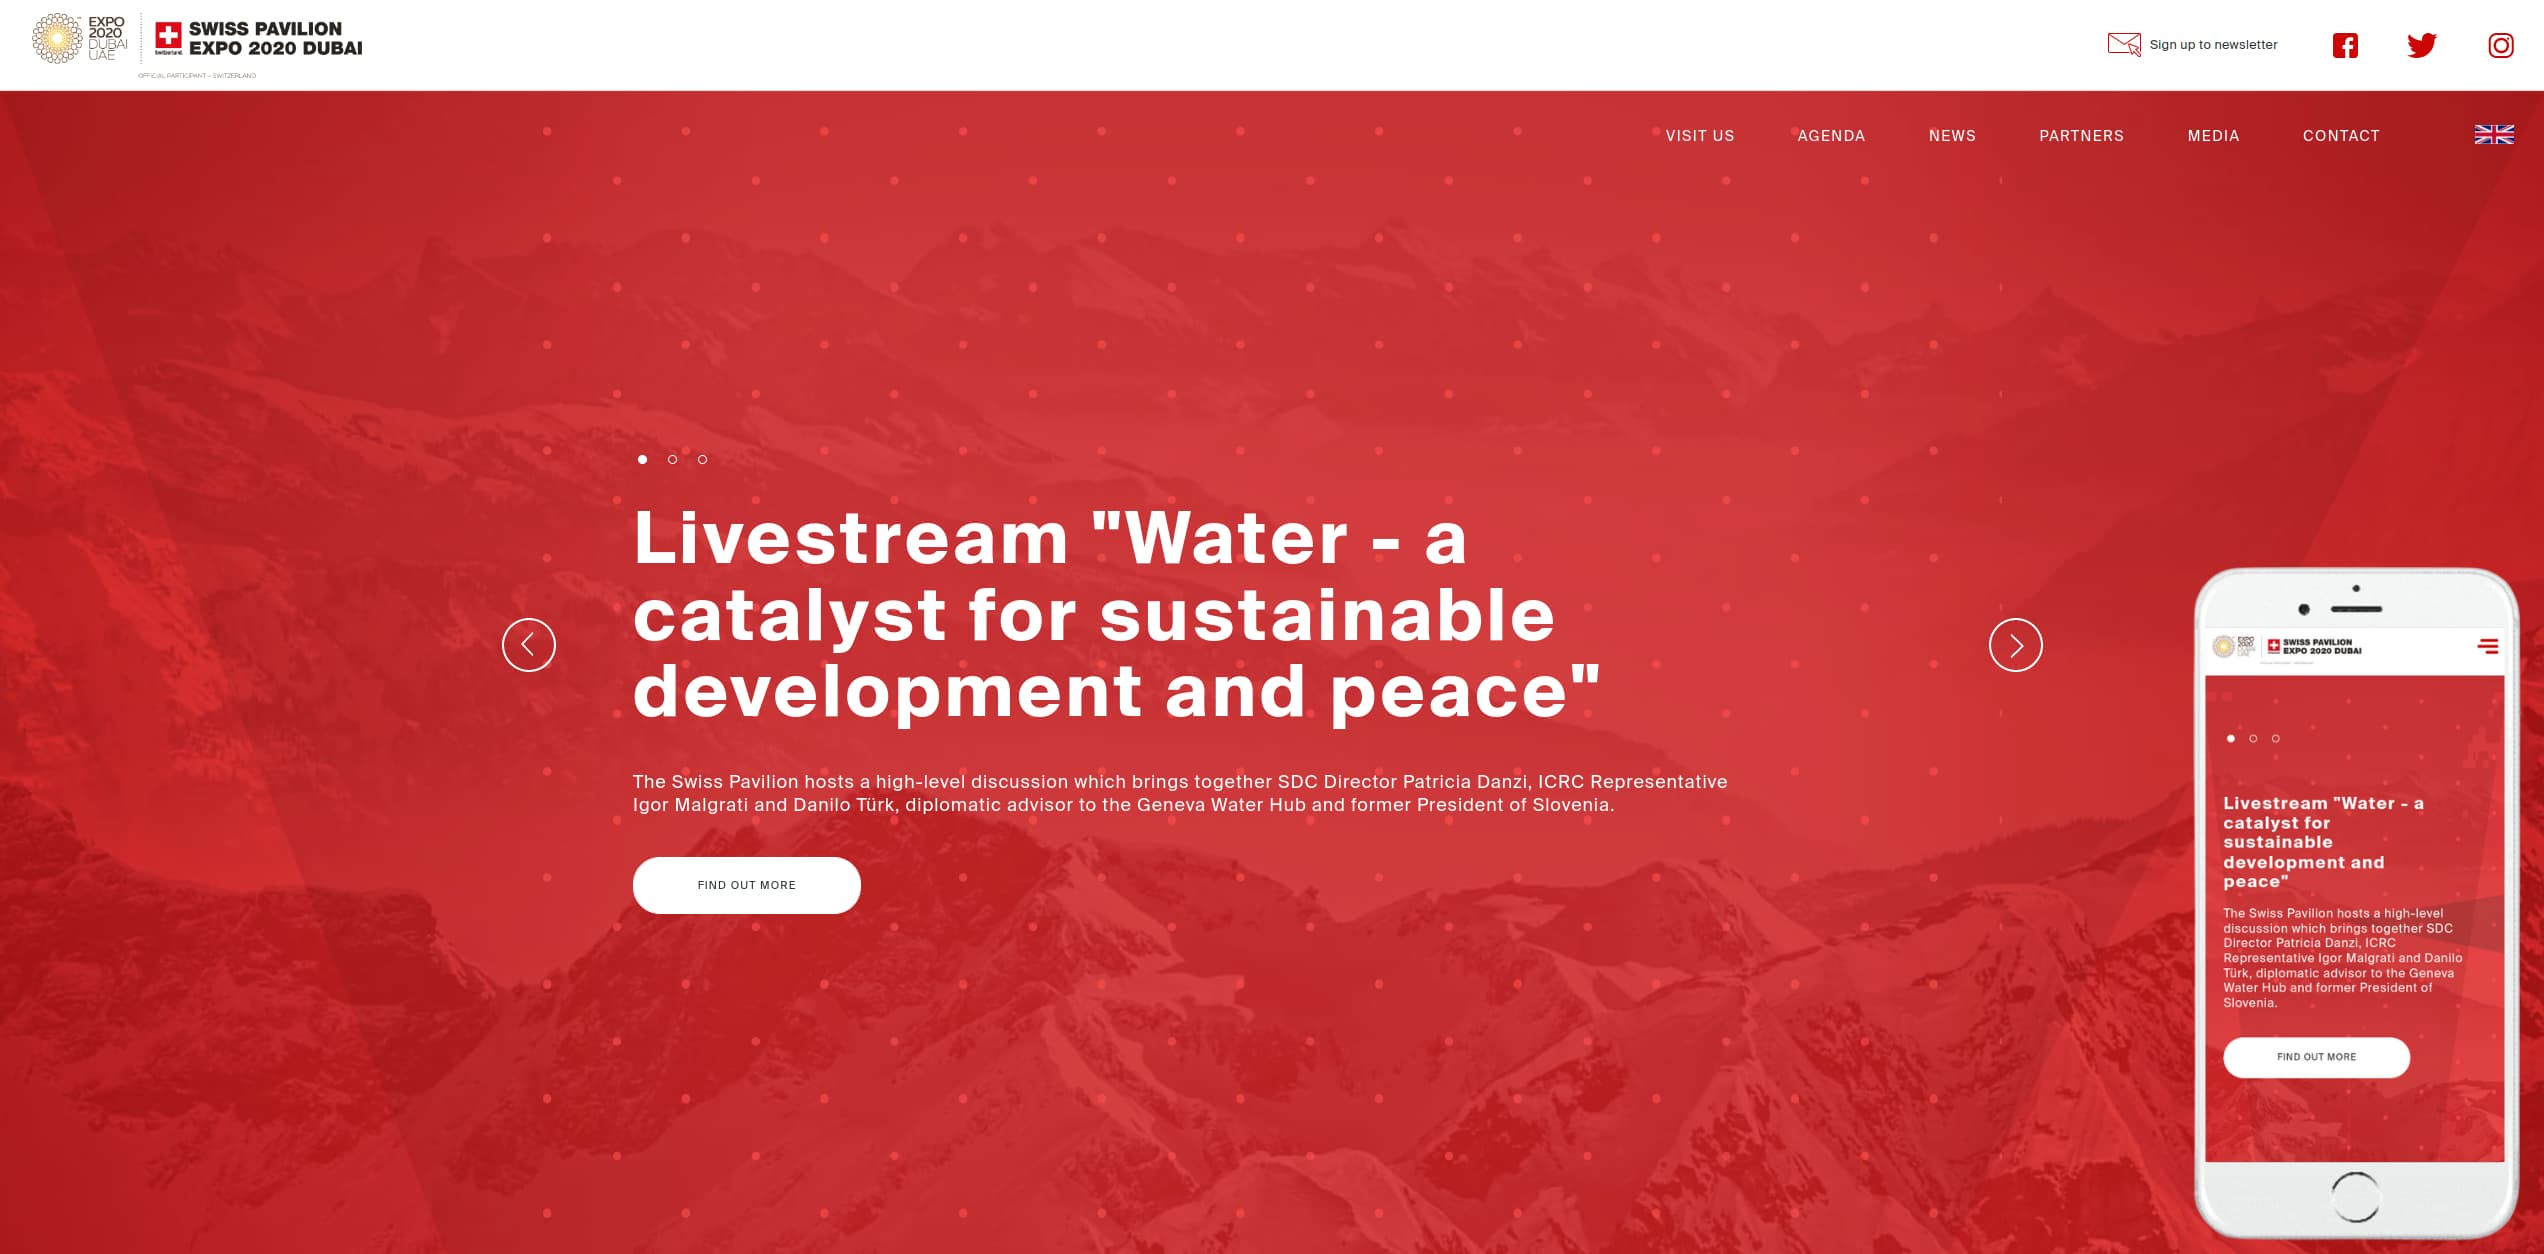 EXPO
2020
DUBAI
UAE
Switzerland.
SWISS PAVILION
EXPO 2020 DUBAI
OFFICIAL PARTICIPANT – SWITZERLAND
Sign up to newsletter
VISIT US
AGENDA
NEWS
PARTNERS
MEDIA
CONTACT
Livestream "Water - a
catalyst for sustainable
development and peace"
The Swiss Pavilion hosts a high-level discussion which brings together SDC Director Patricia Danzi, ICRC Representative
Igor Malgrati and Danilo Türk, diplomatic advisor to the Geneva Water Hub and former President of Slovenia.
FIND OUT MORE
EXPO
2020
DUBAI
UAE
SWISS PAVILION
EXPO 2020 DUBAI
Livestream "Water - a
catalyst for
sustainable
development and
peace"
The Swiss Pavilion hosts a high-level
discussion which brings together SDC
Director Patricia Danzi, ICRC
Representative Igor Malgrati and Danilo
Türk, diplomatic advisor to the Geneva
Water Hub and former President of
Slovenia.
FIND OUT MORE